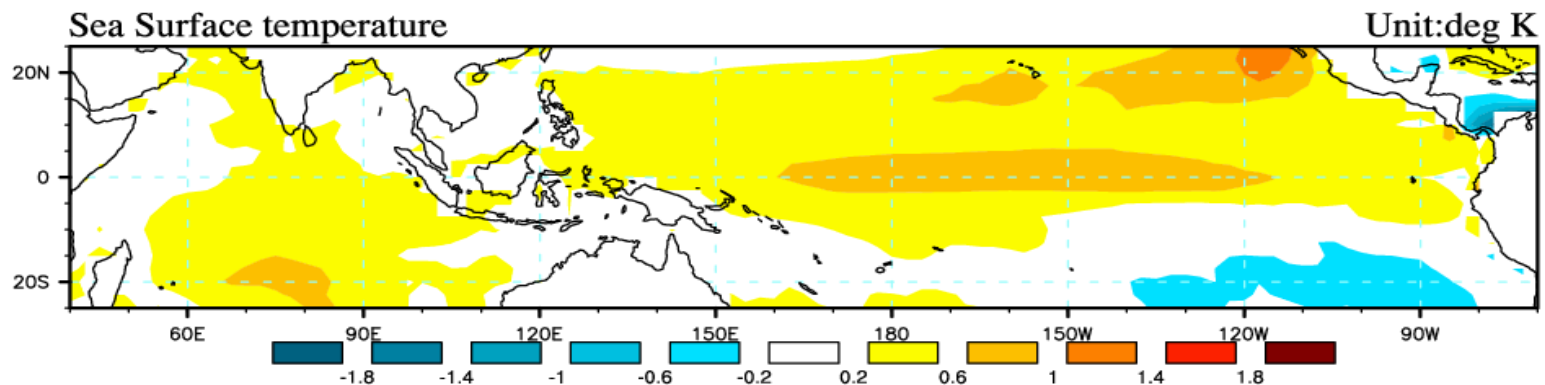 Sea Surface temperature Unit:deg K
20N
0
20S
60E 90E 120E 150E 180 150W 120W 90W
-1.8 -1.4 -1 -0.6 -0.2 0.2 0.6 1 1.4 1.8